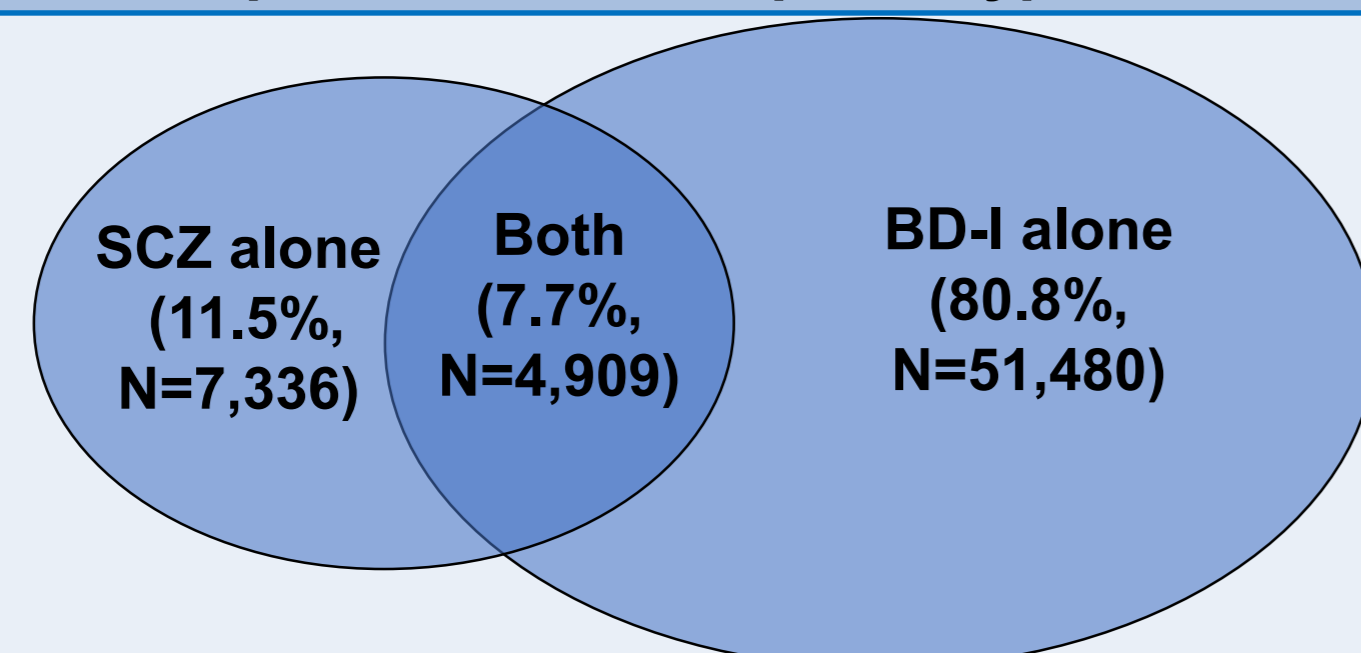 SCZ alone
(11.5%,
N=7,336)
Both
(7.7%,
N=4,909)
BD-I alone
(80.8%,
N=51,480)